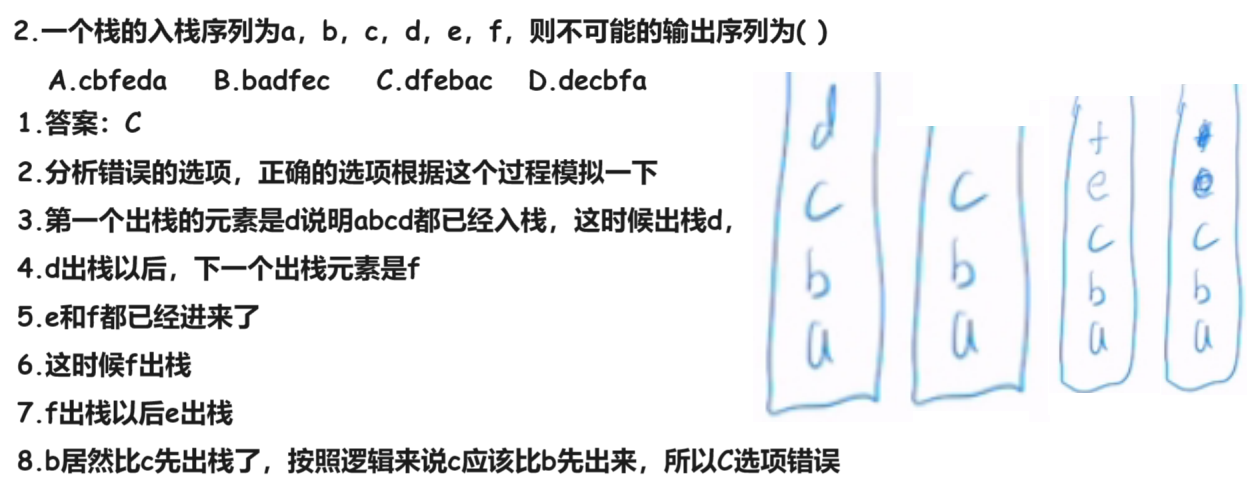 2.一个栈的入栈序列为a，b，c，d，e，f，则不可能的输出序列为( )
A.cbfeda B.badfec C.dfebac D.decbfa
1.答案：C
2.分析错误的选项，正确的选项根据这个过程模拟一下
3.第一个出栈的元素是d说明abcd都已经入栈，这时候出栈d，
4.d出栈以后，下一个出栈元素是f
5.e和f都已经进来了
6.这时候f出栈
7.f出栈以后e出栈
8.b居然比c先出栈了，按照逻辑来说c应该比b先出来，所以C选项错误
d
c
b
a
c
b
a
f
e
c
b
a
c
b
a